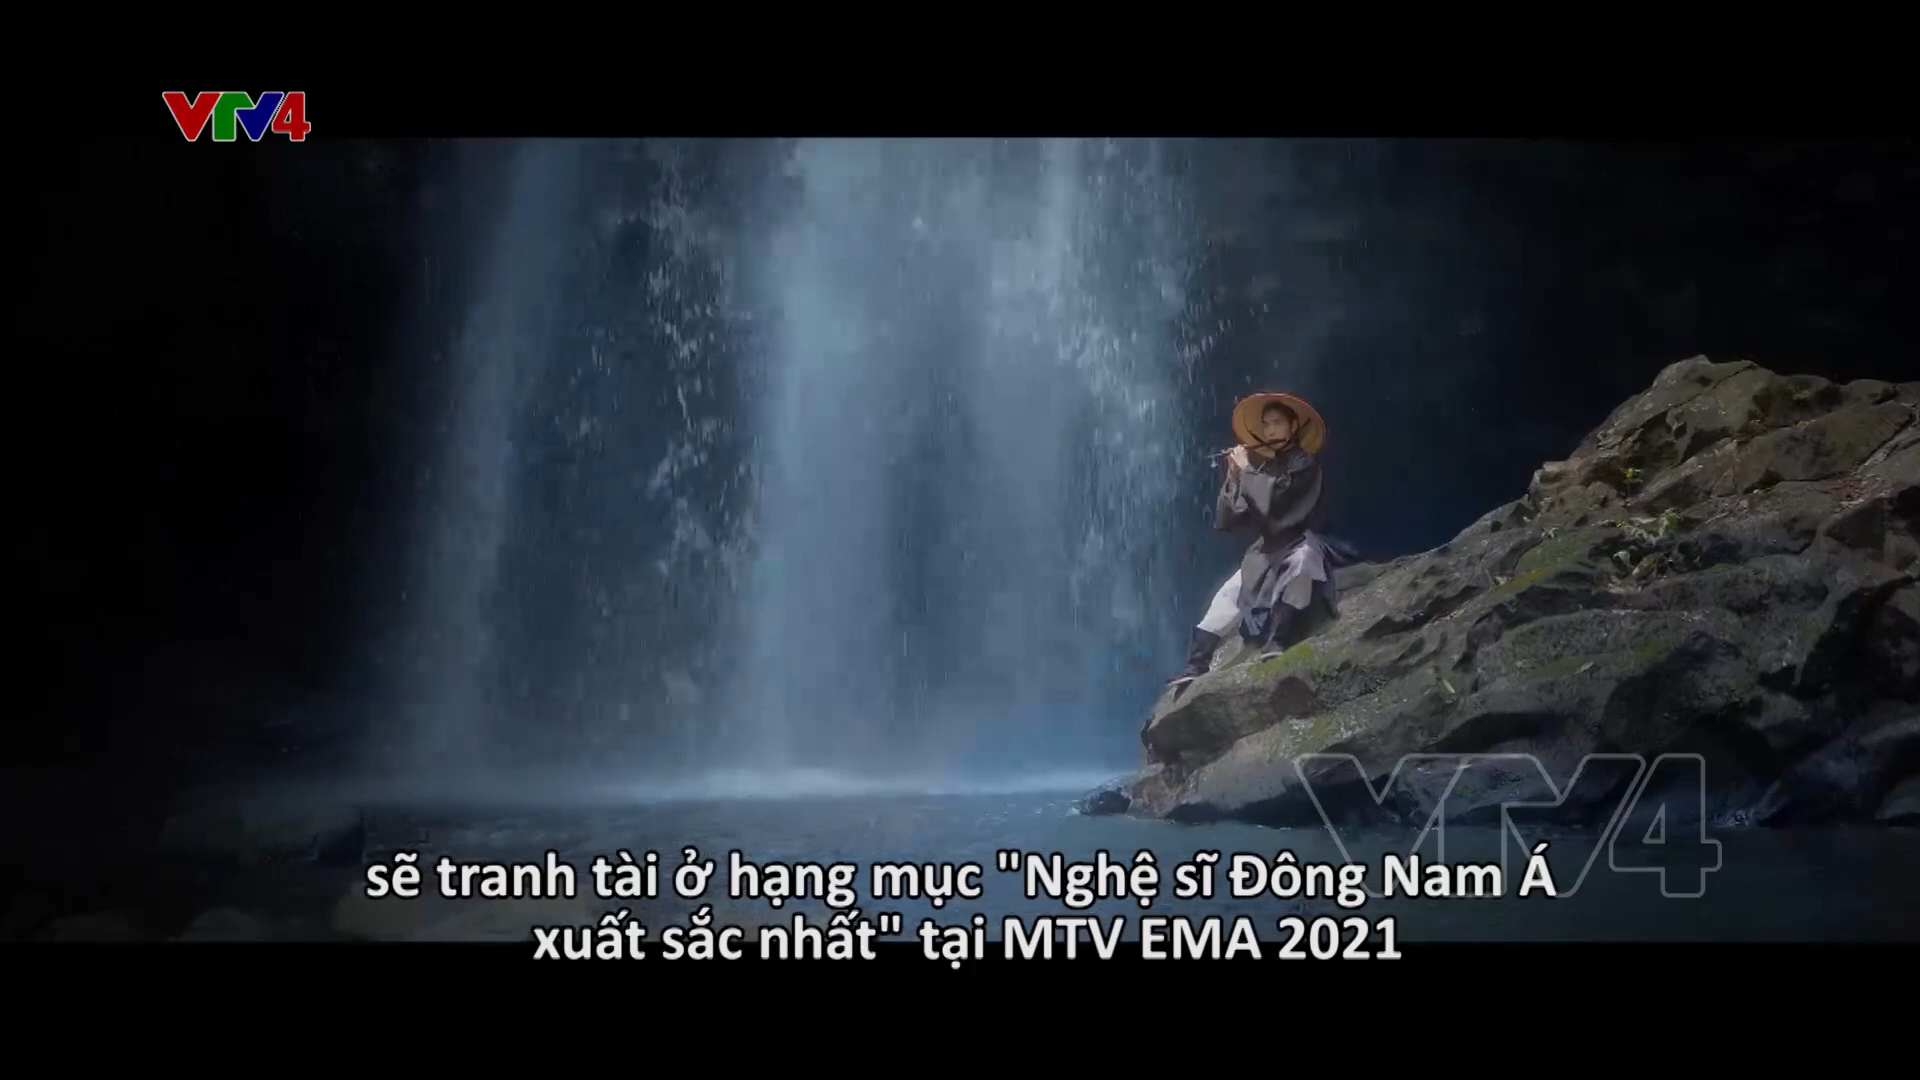 VTV4
VTV4
sẽ tranh tài ở hạng mục "Nghệ sĩ Đông Nam Á
xuất sắc nhất" tại MTV EMA 2021